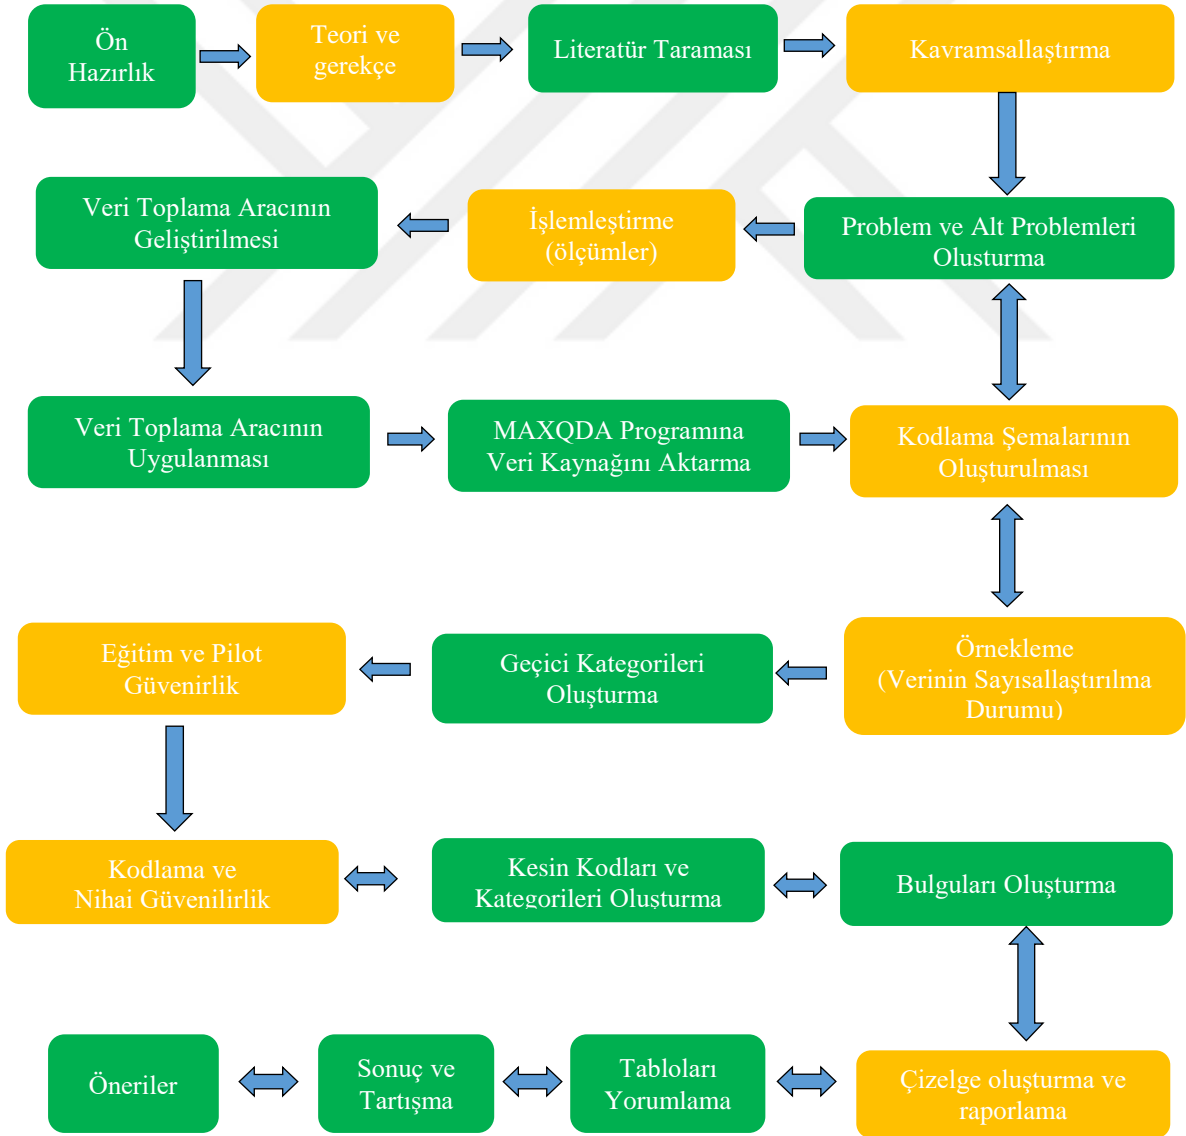 Ön
Hazırlık
Teori ve
gerekçe
Literatür Taraması
Kavramsallaştırma
Veri Toplama Aracının
Geliştirilmesi
İşlemleştirme
(ölçümler)
Problem ve Alt Problemleri
Olusturma
Veri Toplama Aracının
Uygulanması
MAXQDA Programına
Veri Kaynağını Aktarma
Kodlama Şemalarının
Oluşturulması
Eğitim ve Pilot
Güvenirlik
Geçici Kategorileri
Oluşturma
Örnekleme
(Verinin Sayısallaştırılma
Durumu)
Kodlama ve
Nihai Güvenilirlik
Kesin Kodları ve
Kategorileri Oluşturma
Bulguları Oluşturma
Öneriler
Sonuç ve
Tartışma
Tabloları
Yorumlama
Çizelge oluşturma ve
raporlama